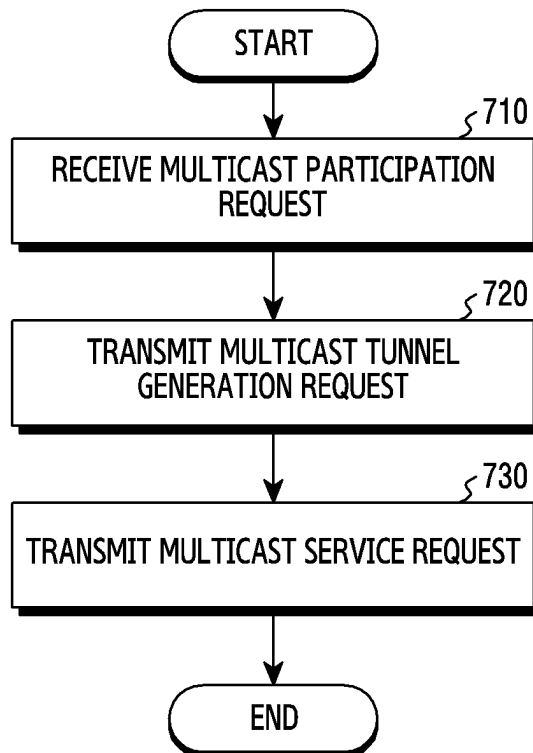 START
710
RECEIVE MULTICAST PARTICIPATION
REQUEST
720
TRANSMIT MULTICAST TUNNEL
GENERATION REQUEST
730
TRANSMIT MULTICAST SERVICE REQUEST
END